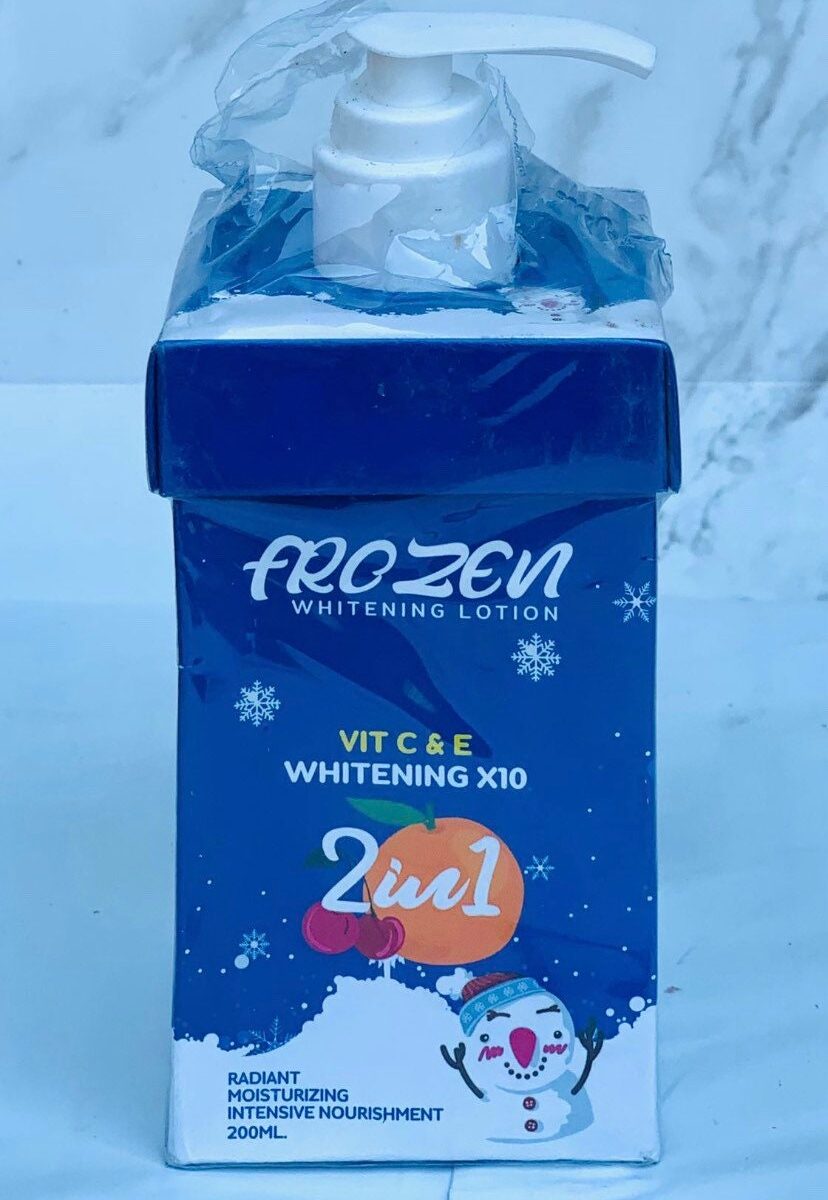 FROZEN
WHITENING LOTION
VIT C & E
WHITENING X10
2in1
RADIANT
MOISTURIZING
INTENSIVE NOURISHMENT
200ML.